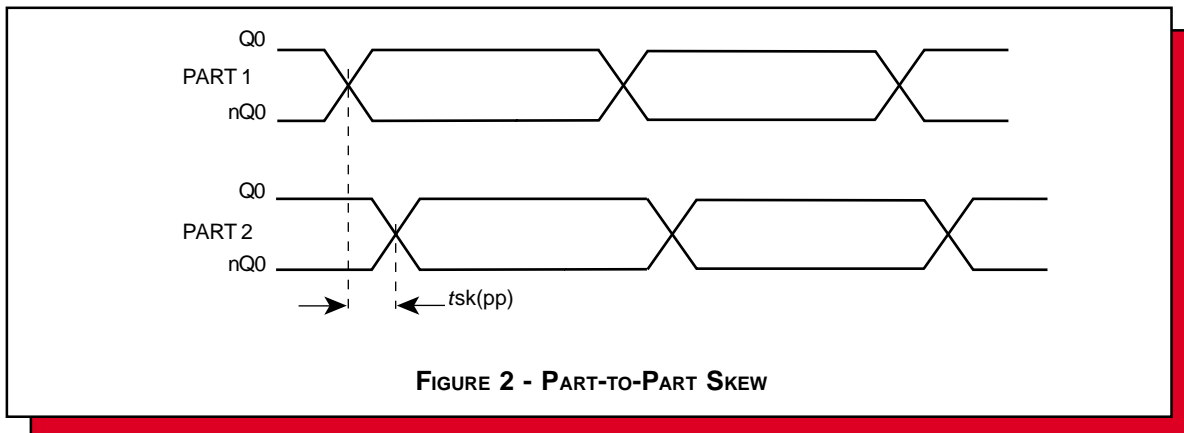 Q0
PART 1
nQ0
Q0
PART 2
nQ0
tsk(pp)
FIGURE 2 - PART-TO-PART SKEW